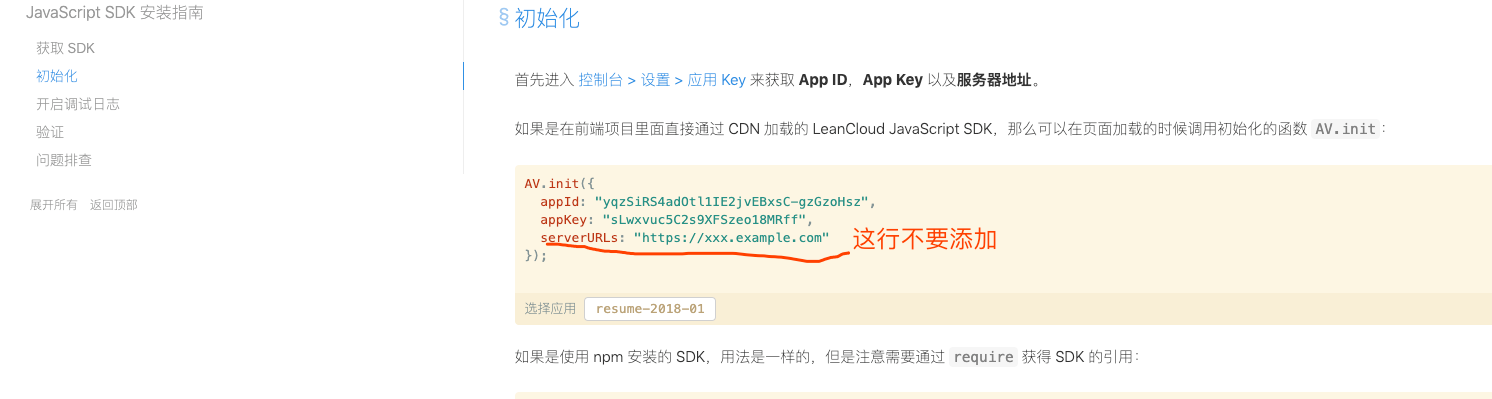 JavaScript SDK 安装指南
获取 SDK
初始化
开启调试日志
验证
问题排查
展开所有 返回顶部
§ 初始化
首先进入 控制台 > 设置 > 应用 Key 来获取 App ID，App Key 以及服务器地址。
如果是在前端项目里面直接通过 CDN 加载的 LeanCloud JavaScript SDK，那么可以在页面加载的时候调用初始化的函数 AV.init：
AV.init({
appId: "yqzSiRS4adOtl1IE2jvEBxsC-gzGzoHsz",
appKey: "sLwxvuc5C2s9XFSzeo18MRff",
serverURLs: "https://xxx.example.com" 这行不要添加
});
选择应用 resume-2018-01
如果是使用 npm 安装的 SDK，用法是一样的，但是注意需要通过 require 获得 SDK 的引用：